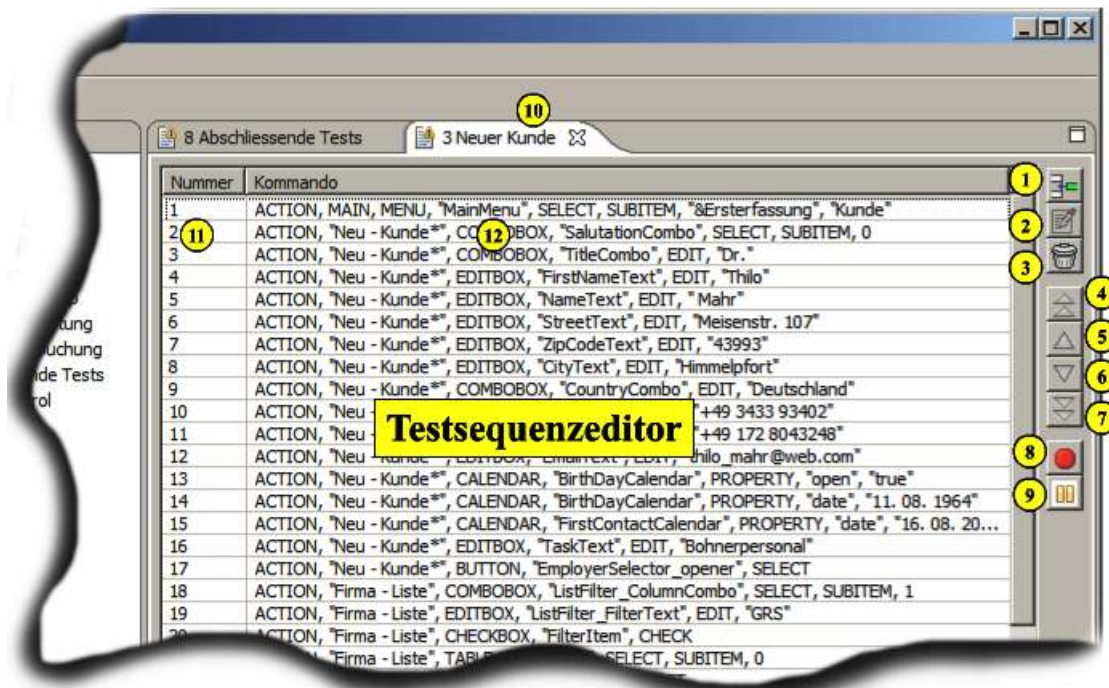 10
8 Abschliessende Tests
3 Neuer Kunde
Nummer Kommando
1 ACTION, MAIN, MENU, "MainMenu", SELECT, SUBITEM, "&Ersterfassung", "Kunde"
2 ACTION, "Neu - Kunde*", "SalutationCombo", SELECT, SUBITEM, 0
3 ACTION, "Neu - Kunde*", COMBOBOX, "TitleCombo", EDIT, "Dr."
4 ACTION, "Neu - Kunde*", EDITBOX, "FirstNameText", EDIT, "Thilo"
5 ACTION, "Neu - Kunde*", EDITBOX, "NameText", EDIT, " Mahr"
6 ACTION, "Neu - Kunde*", EDITBOX, "StreetText", EDIT, "Meisenstr. 107"
7 ACTION, "Neu - Kunde*", EDITBOX, "ZipCodeText", EDIT, "43993"
8 ACTION, "Neu - Kunde*", EDITBOX, "CityText", EDIT, "Himmelpfort"
9 ACTION, "Neu - Kunde*", COMBOBOX, "CountryCombo", EDIT, "Deutschland"
10 ACTION, "Neu - "+49 3433 93402"
11 ACTION, "Neu - "+49 172 8043248"
12 ACTION, "Neu - Kunde*", EDITBOX, "EmailText", EDIT, "thilo_mahr@web.com"
13 ACTION, "Neu - Kunde*", CALENDAR, "BirthDayCalendar", PROPERTY, "open", "true"
14 ACTION, "Neu - Kunde*", CALENDAR, "BirthDayCalendar", PROPERTY, "date", "11. 08. 1964"
15 ACTION, "Neu - Kunde*", CALENDAR, "FirstContactCalendar", PROPERTY, "date", "16. 08. 20...
16 ACTION, "Neu - Kunde*", EDITBOX, "TaskText", EDIT, "Bohnerpersonal"
17 ACTION, "Neu - Kunde*", BUTTON, "EmployerSelector_opener", SELECT
18 ACTION, "Firma - Liste", COMBOBOX, "ListFilter_ColumnCombo", SELECT, SUBITEM, 1
19 ACTION, "Firma - Liste", EDITBOX, "ListFilter_FilterText", EDIT, "GRS"
20 ACTION, "Firma - Liste", CHECKBOX, "FilterItem", CHECK
"Firma - Liste", SELECT, SUBITEM, 0
11
12
Testsequenzeditor
nde Tests
1
2
3
4
5
6
7
8
9